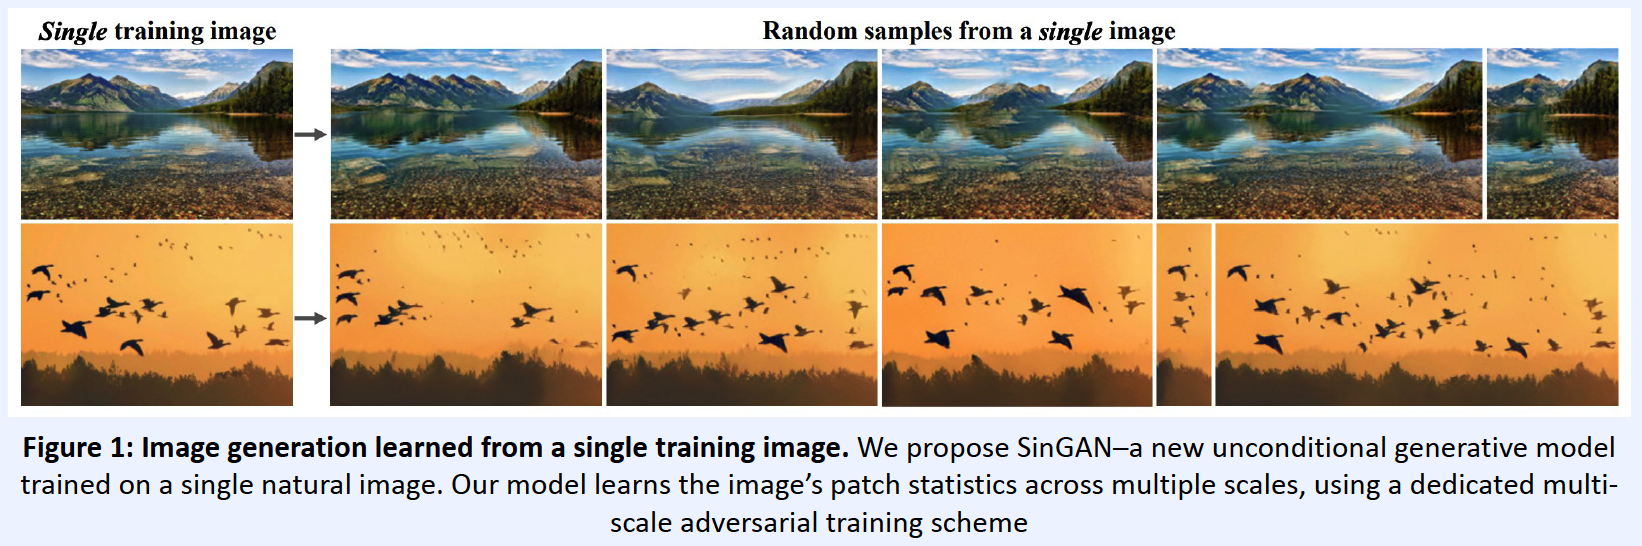 Single training image
Random samples from a single image
Figure 1: Image generation learned from a single training image. We propose SinGAN–a new unconditional generative model
trained on a single natural image. Our model learns the image’s patch statistics across multiple scales, using a dedicated multi-
scale adversarial training scheme